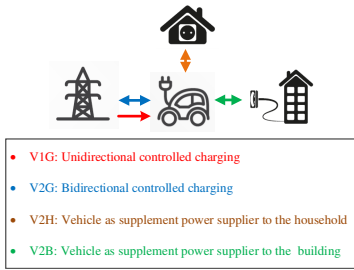 V1G: Unidirectional controlled charging
V2G: Bidirectional controlled charging
V2H: Vehicle as supplement power supplier to the household
V2B: Vehicle as supplement power supplier to the building